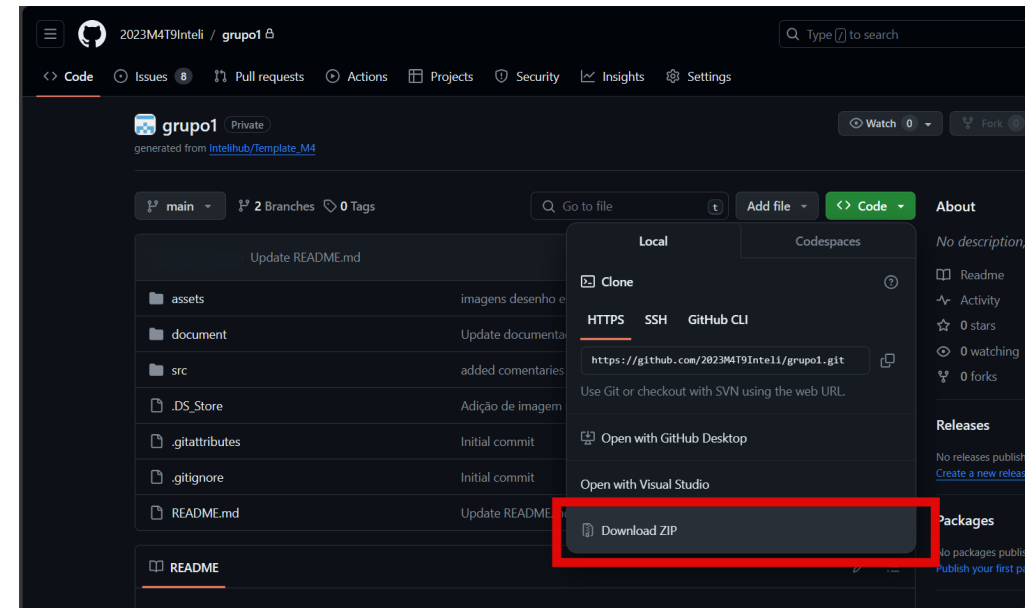 2023M4T9Inteli / grupo1
Type / to search
Code
Issues 8
Pull requests
Actions
Projects
Security
Insights
Settings
grupo1 Private
Watch 0
Fork 0
generated from Intelihub/Template_M4
main
2 Branches
0 Tags
Go to file
t
Add file
Code
About
Update README.md
Local
Codespaces
No description,
Clone
Readme
assets
imagens desenho e
Activity
HTTPS
SSH
GitHub CLI
0 stars
document
Update documenta
0 watching
https://github.com/2023M4T9Inteli/grupo1.git
src
added comentaries
0 forks
Use Git or checkout with SVN using the web URL.
.DS_Store
Adição de imagem
Releases
.gitattributes
Initial commit
Open with GitHub Desktop
No releases publish
.gitignore
Initial commit
Create a new releas
Open with Visual Studio
README.md
Update README
Packages
Download ZIP
No packages publis
README
Publish your first pa